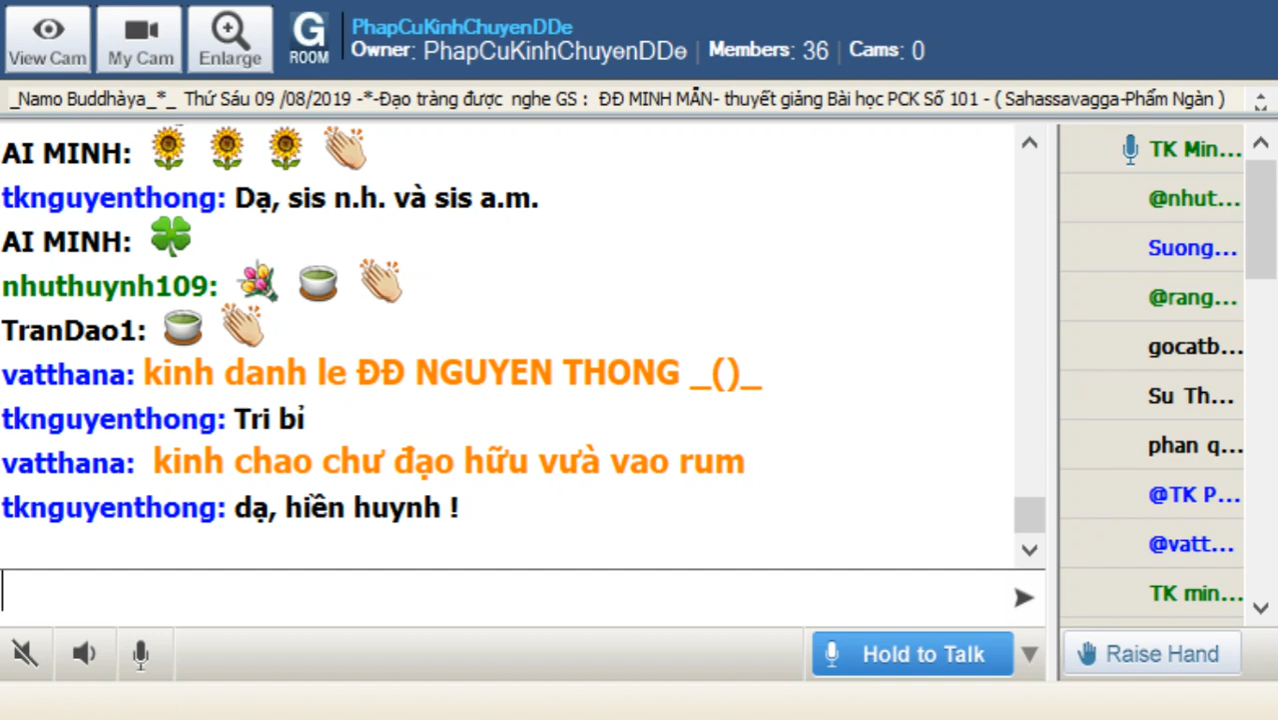 View Cam
My Cam
Enlarge
G
ROOM
PhapCuKinhChuyenDDe
Owner: PhapCuKinhChuyenDDe | Members: 36 | Cams: 0
_Namo Buddhàya_*_ Thứ Sáu 09 /08/2019 -*-Đạo tràng được nghe GS : ĐĐ MINH MẪN- thuyết giảng Bài học PCK Số 101 - ( Sahassavagga-Phẩm Ngàn )
AI MINH:
tknguyenthong: Dạ, sis n.h. và sis a.m.
AI MINH:
nhuthuynh109:
TranDao1:
vatthana: kinh danh le ĐĐ NGUYEN THONG _()_
tknguyenthong: Tri bỉ
vatthana: kinh chao chư đạo hữu vưà vao rum
tknguyenthong: dạ, hiền huynh !
TK Min...
@nhut...
Suong...
@rang...
gocatb...
Su Th...
phan q...
@TK P...
@vatt...
TK min...
Hold to Talk
Raise Hand